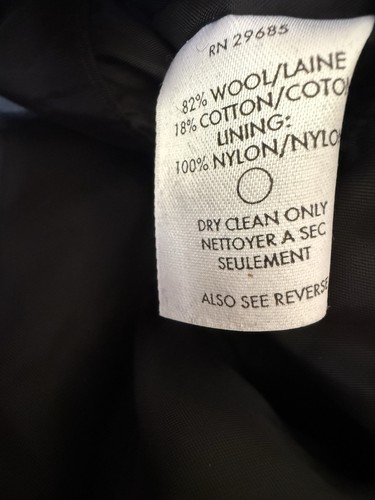 RN 29685
82% WOOL/LAINE
18% COTTON/COTO
LINING:
100% NYLON/NYLO
DRY CLEAN ONLY
NETTOYER A SEC
SEULEMENT
ALSO SEE REVERSE